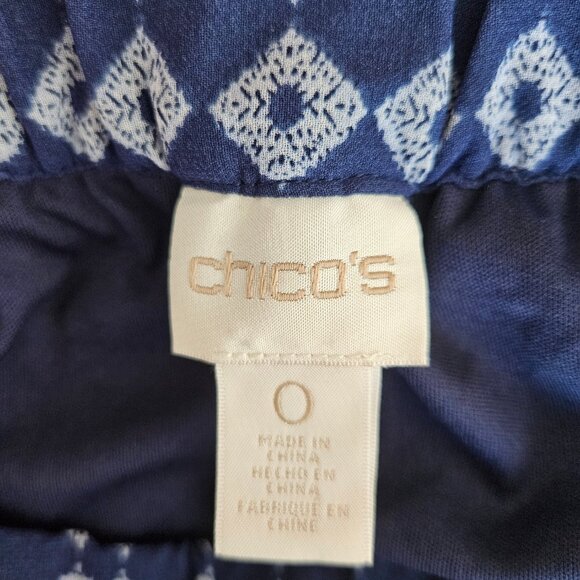 chico's
0
MADE IN
CHINA
HECHO EN
CHINA
FABRIQUE EN
CHINE